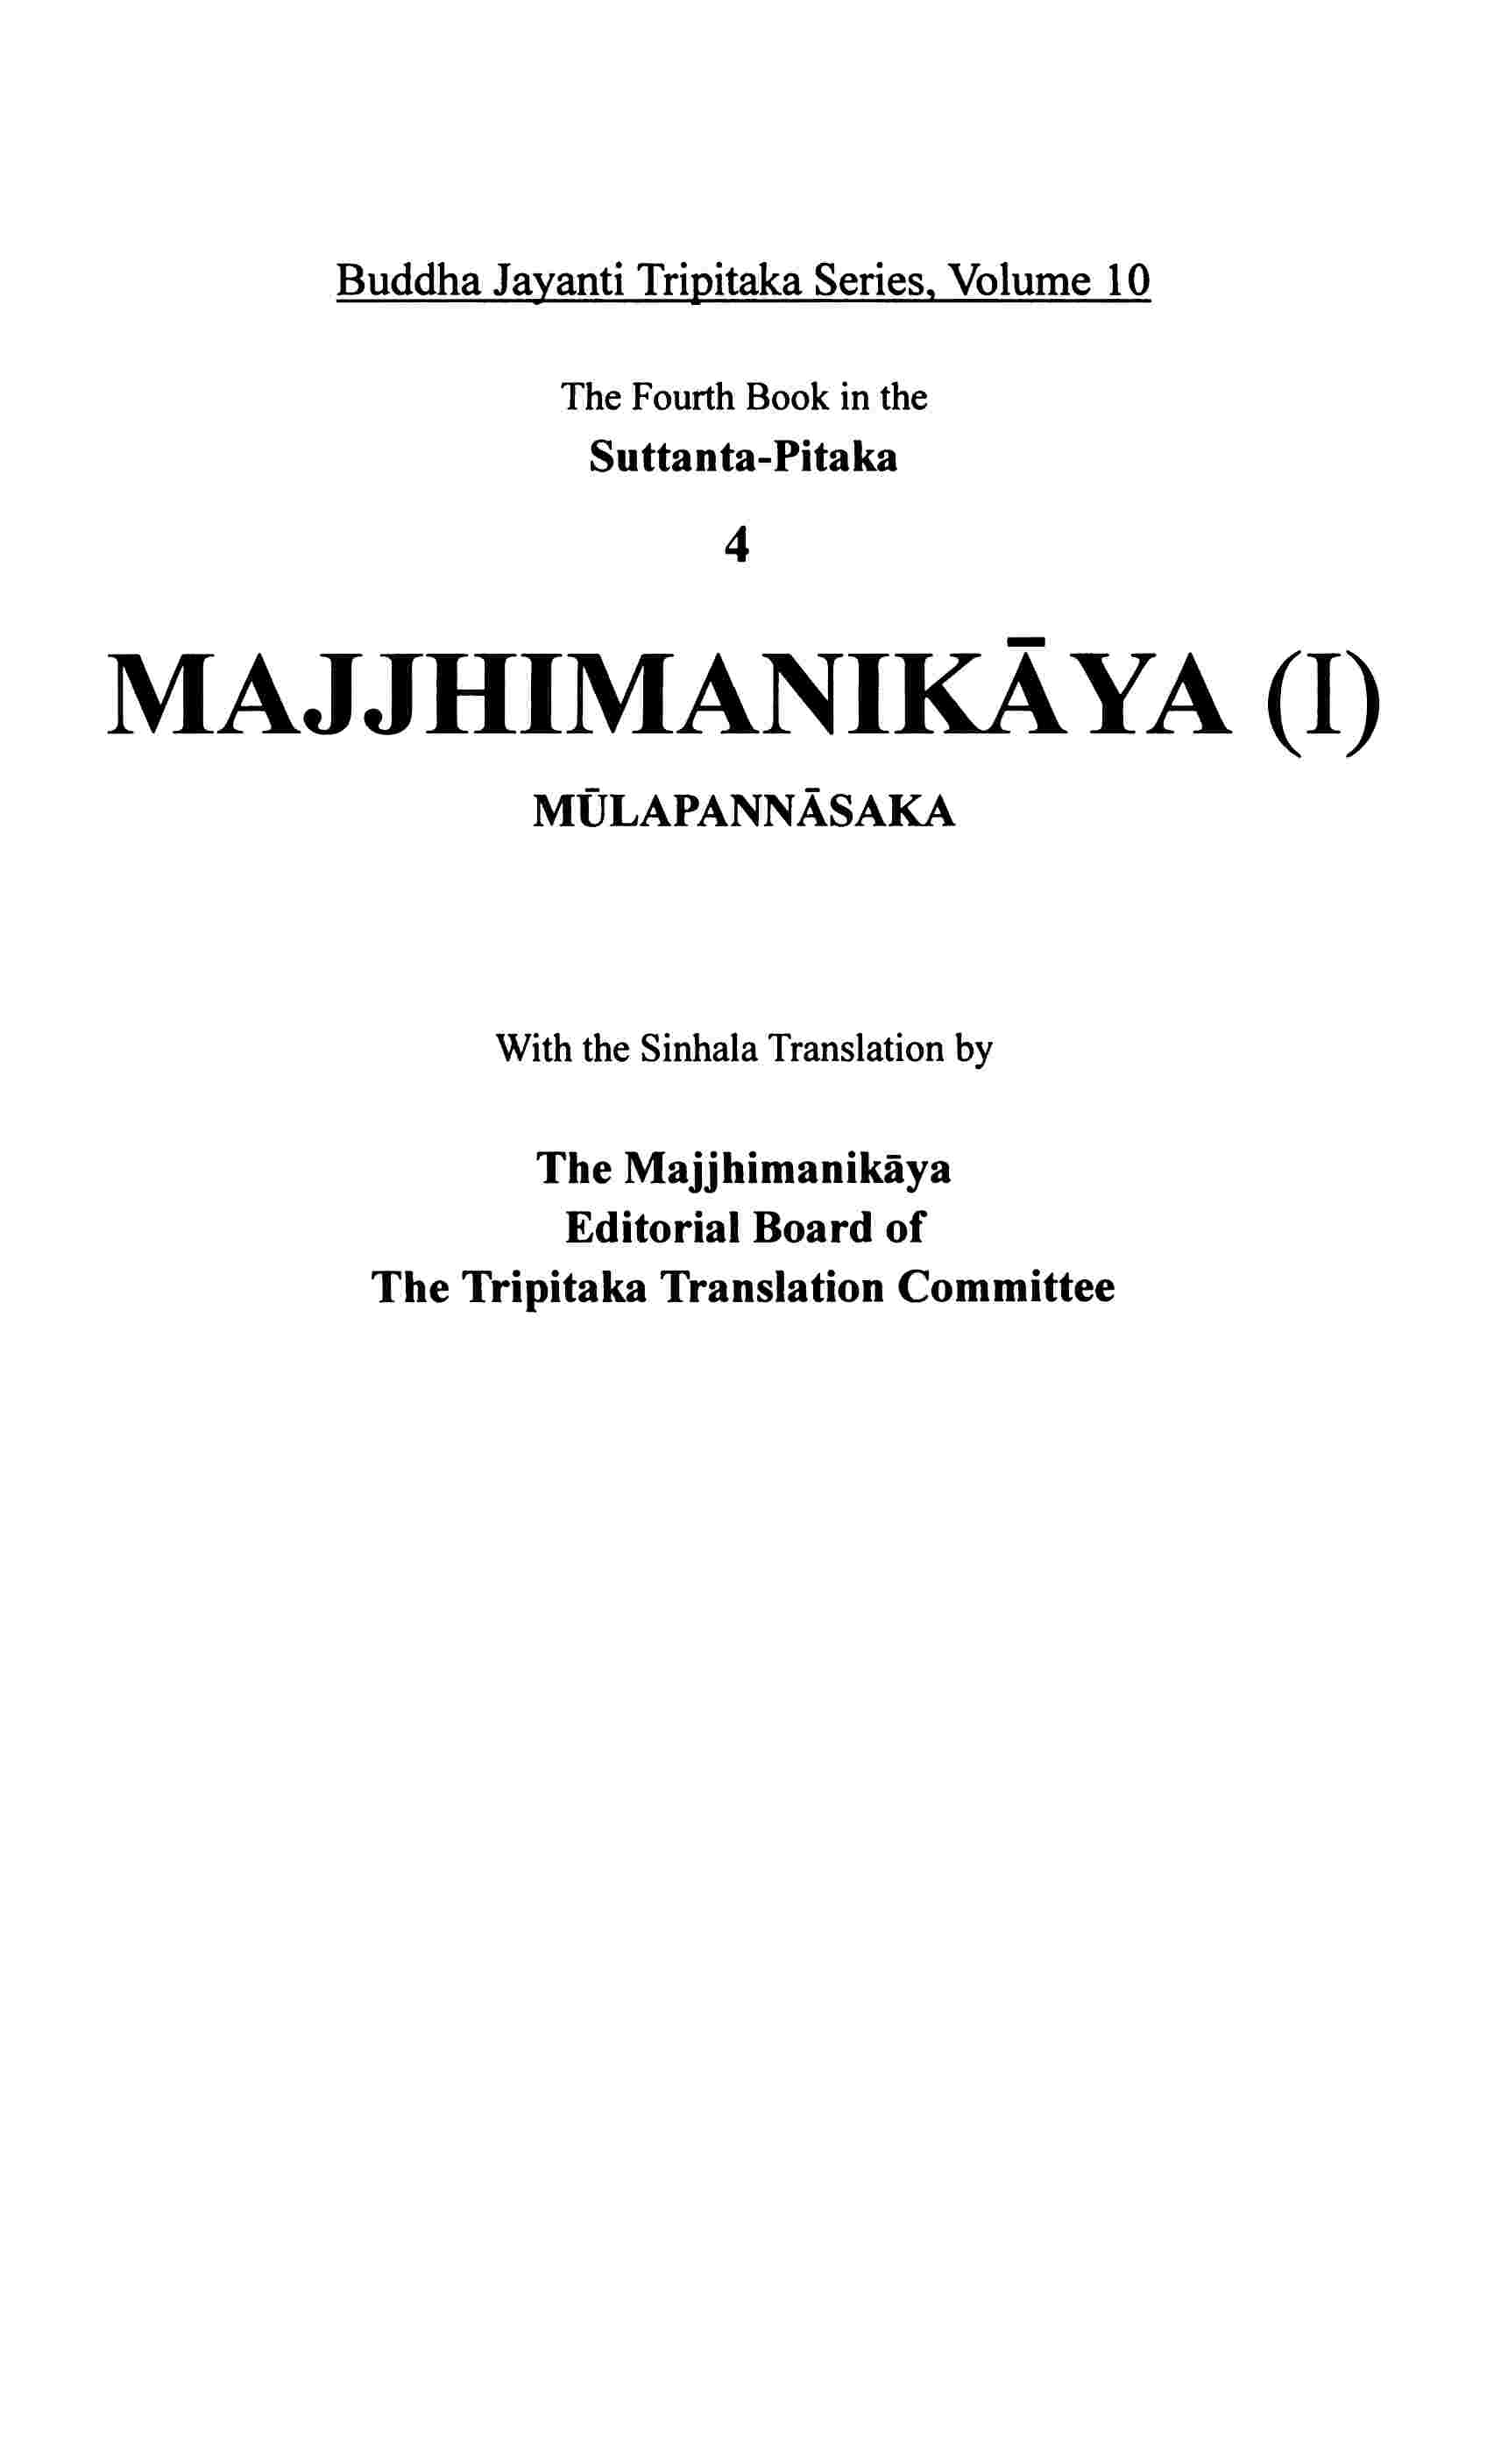 Buddha Jayanti Tripitaka Series, Volume 10
The Fourth Book in the
Suttanta-Pitaka
4
MAJJHIMANIKĀYA (I)
MŪLAPANNĀSAKA
With the Sinhala Translation by
The Majjhimanikāya
Editorial Board of
The Tripitaka Translation Committee